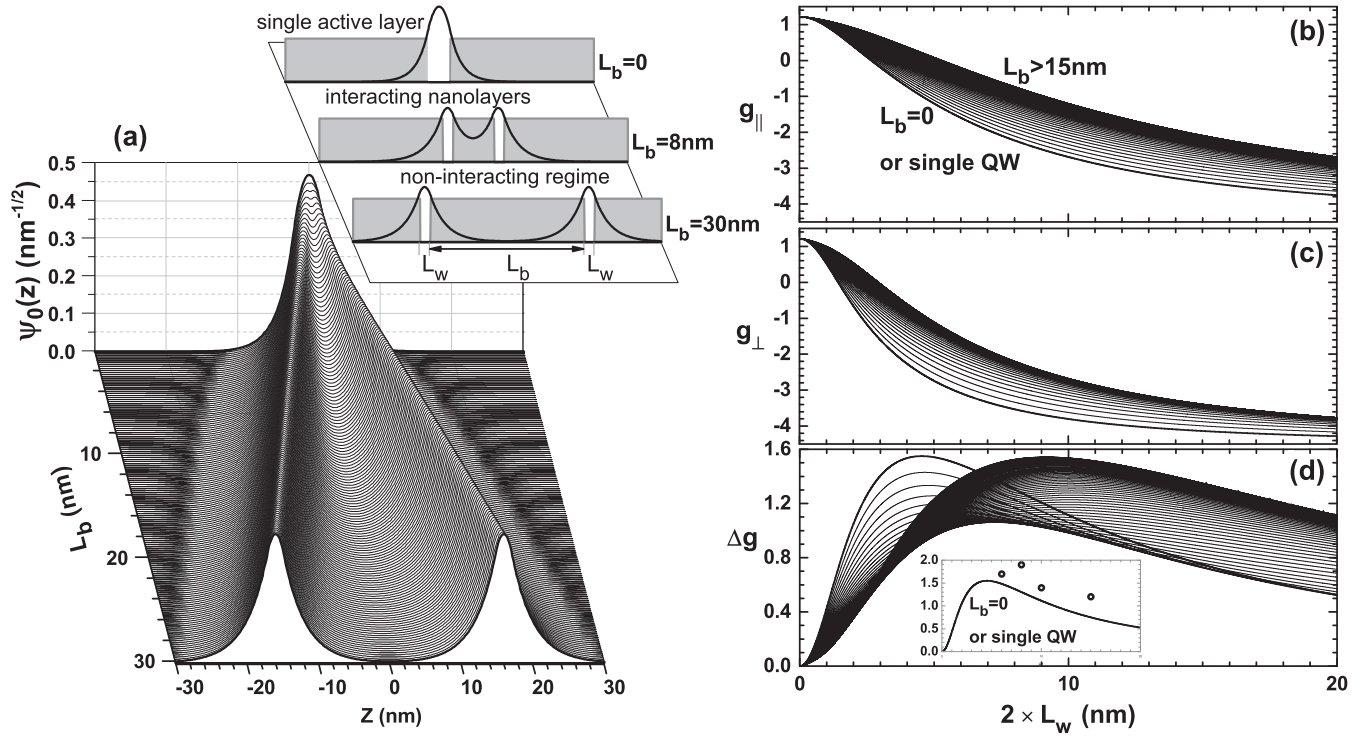 (a)
single active layer
L_b=0
interacting nanolayers
L_b=8nm
non-interacting regime
L_b=30nm
L_w
L_b
L_w
0.5
0.4
0.3
0.2
0.1
0.0
ψ_0(z) (nm^-1/2)
10
20
30
L_b (nm)
-30
-20
-10
0
10
20
30
Z (nm)
(b)
1
0
-1
-2
-3
-4
g_∥
L_b>15nm
L_b=0
or single QW
(c)
0
-1
-2
-3
-4
g_⊥
(d)
1.6
1.2
0.8
0.4
0.0
Δg
2.0
1.5
1.0
0.5
0.0
L_b=0
or single QW
0
10
20
2 × L_w (nm)